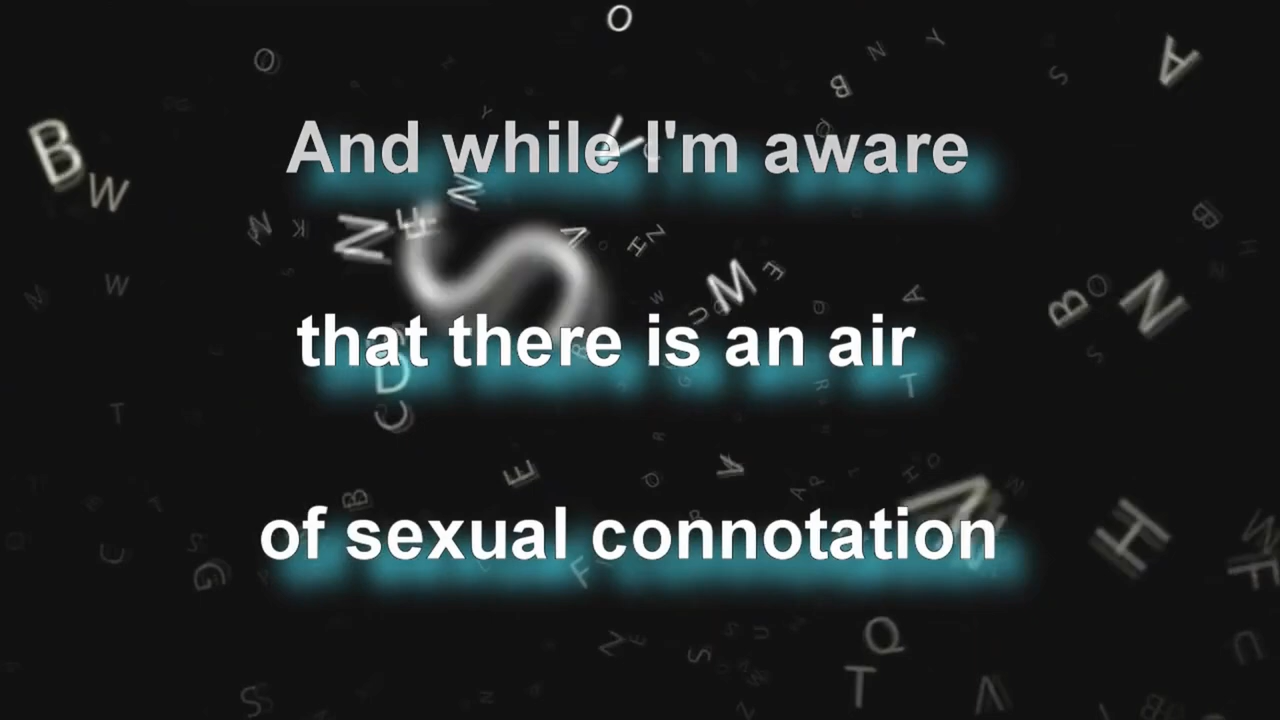 And while I'm aware
that there is an air
of sexual connotation